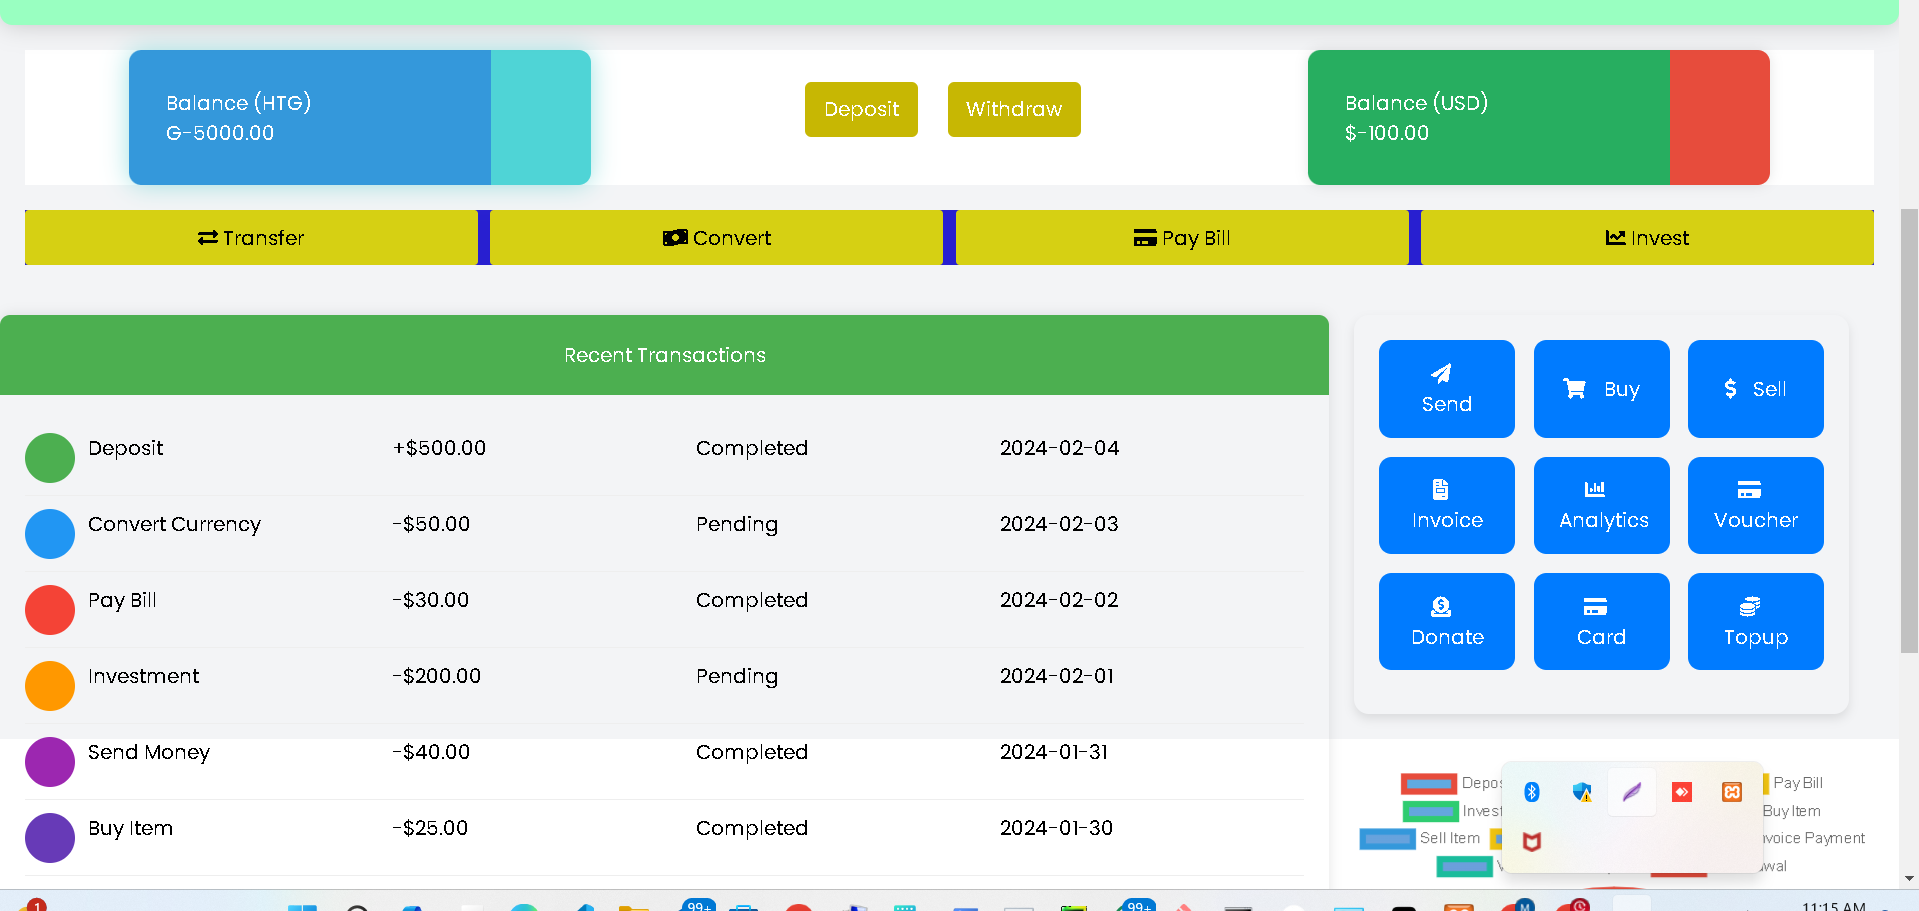 Balance (HTG)
G-5000.00
Deposit
Withdraw
Balance (USD)
$-100.00
Transfer
Convert
Pay Bill
Invest
Recent Transactions
Deposit +$500.00 Completed 2024-02-04
Convert Currency -$50.00 Pending 2024-02-03
Pay Bill -$30.00 Completed 2024-02-02
Investment -$200.00 Pending 2024-02-01
Send Money -$40.00 Completed 2024-01-31
Buy Item -$25.00 Completed 2024-01-30
Send
Buy
$ Sell
Invoice
Analytics
Voucher
Donate
Card
Topup
Depos
Pay Bill
Invest
Buy Item
Sell Item
voice Payment
V
wal
1
99+
99+
M
11:15 AM